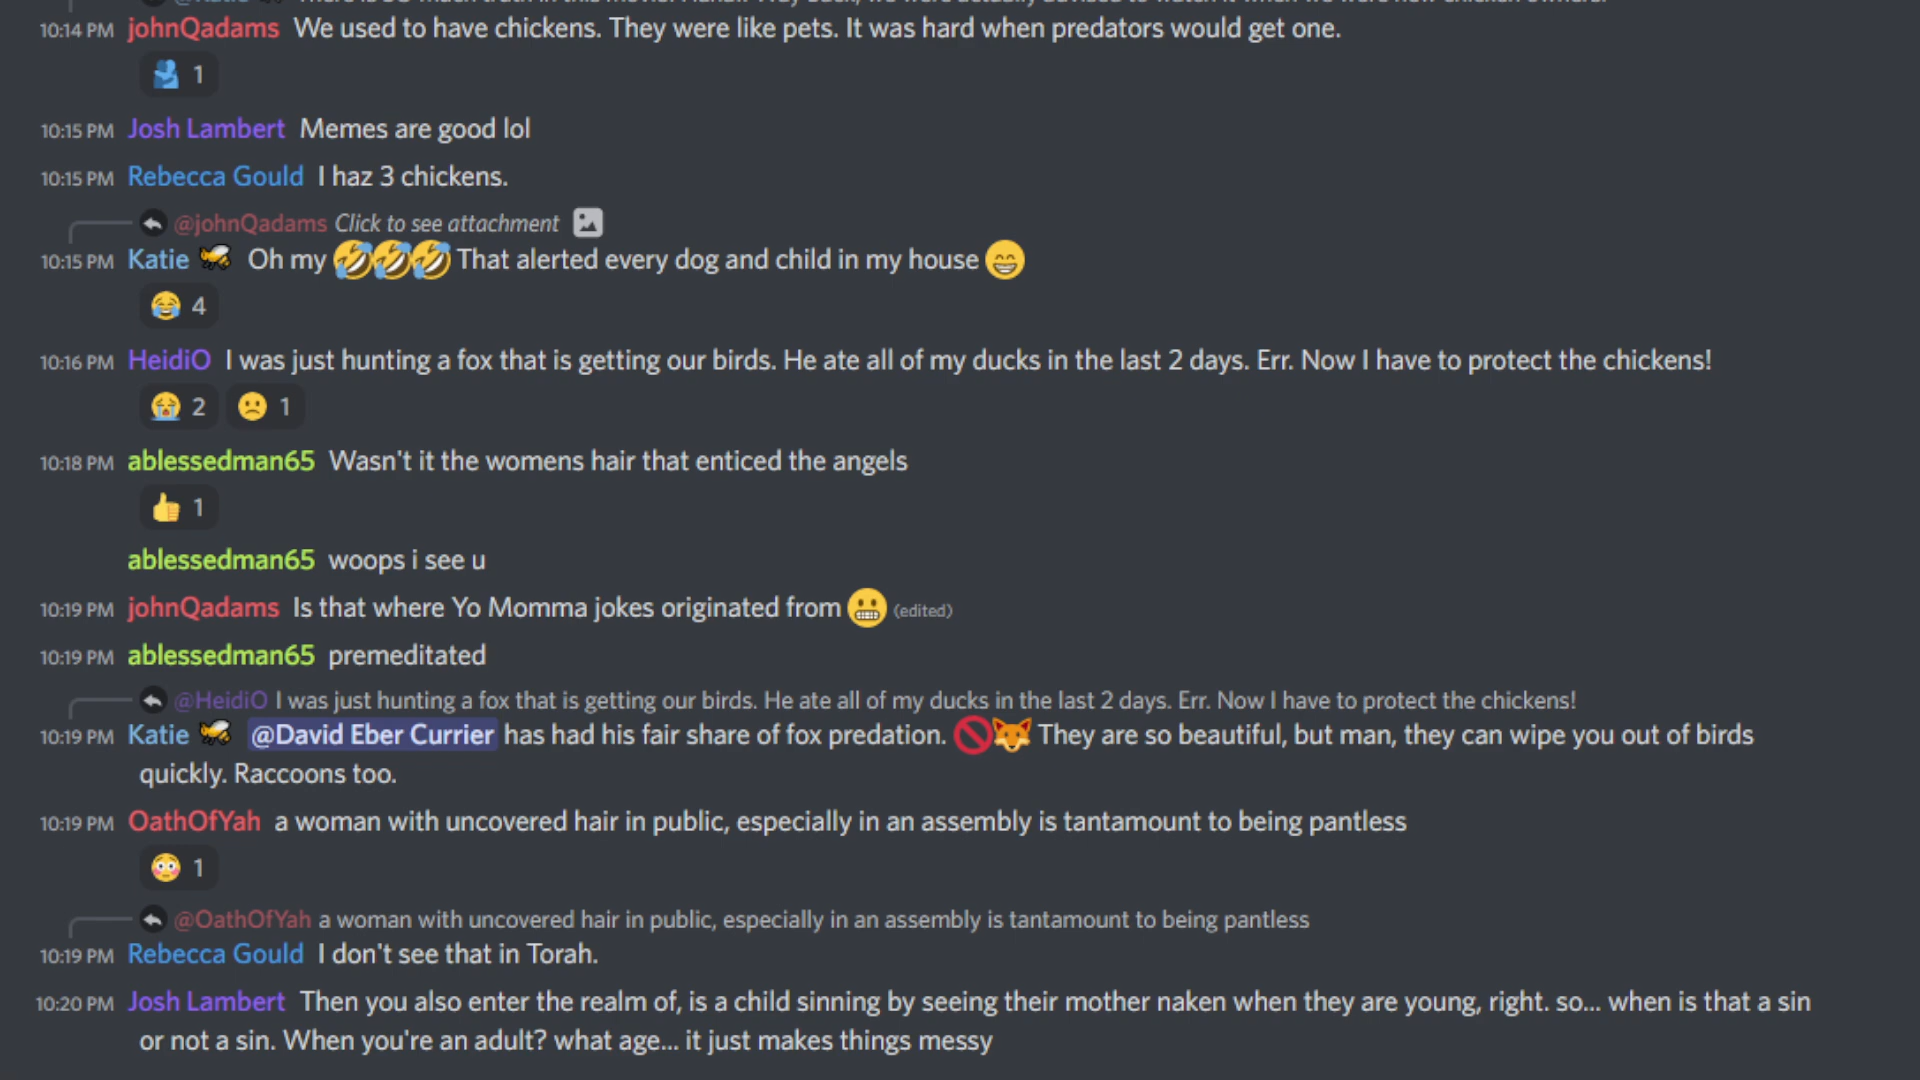 10:14 PM johnQadams We used to have chickens. They were like pets. It was hard when predators would get one.
1
10:15 PM Josh Lambert Memes are good lol
10:15 PM Rebecca Gould I haz 3 chickens.
@johnQadams Click to see attachment
10:15 PM Katie Oh my 🤣🤣🤣 That alerted every dog and child in my house 😁
😂 4
10:16 PM HeidiO I was just hunting a fox that is getting our birds. He ate all of my ducks in the last 2 days. Err. Now I have to protect the chickens!
😭 2 🙁 1
10:18 PM ablessedman65 Wasn't it the womens hair that enticed the angels
👍 1
ablessedman65 woops i see u
10:19 PM johnQadams Is that where Yo Momma jokes originated from 😬 (edited)
10:19 PM ablessedman65 premeditated
@HeidiO I was just hunting a fox that is getting our birds. He ate all of my ducks in the last 2 days. Err. Now I have to protect the chickens!
10:19 PM Katie @David Eber Currier has had his fair share of fox predation. 🚫🦊 They are so beautiful, but man, they can wipe you out of birds
quickly. Raccoons too.
10:19 PM OathOfYah a woman with uncovered hair in public, especially in an assembly is tantamount to being pantless
😳 1
@OathOfYah a woman with uncovered hair in public, especially in an assembly is tantamount to being pantless
10:19 PM Rebecca Gould I don't see that in Torah.
10:20 PM Josh Lambert Then you also enter the realm of, is a child sinning by seeing their mother naken when they are young, right. so... when is that a sin
or not a sin. When you're an adult? what age... it just makes things messy